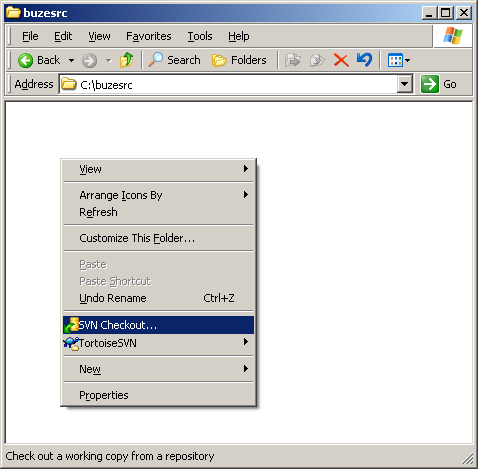 buzesrc
File Edit View Favorites Tools Help
Back Search Folders
Address C:\buzesrc Go
View
Arrange Icons By
Refresh
Customize This Folder...
Paste
Paste Shortcut
Undo Rename Ctrl+Z
SVN Checkout...
TortoiseSVN
New
Properties
Check out a working copy from a repository